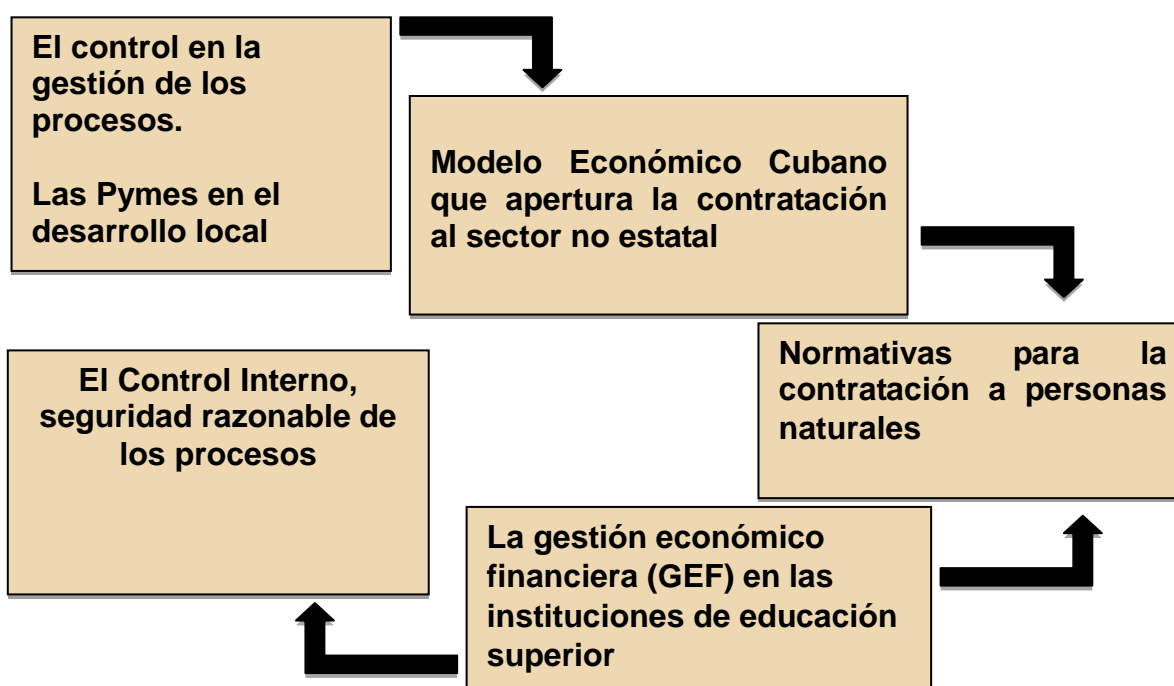 El control en la
gestión de los
procesos.
Las Pymes en el
desarrollo local
Modelo Económico Cubano
que apertura la contratación
al sector no estatal
Normativas para la
contratación a personas
naturales
El Control Interno,
seguridad razonable de
los procesos
La gestión económico
financiera (GEF) en las
instituciones de educación
superior